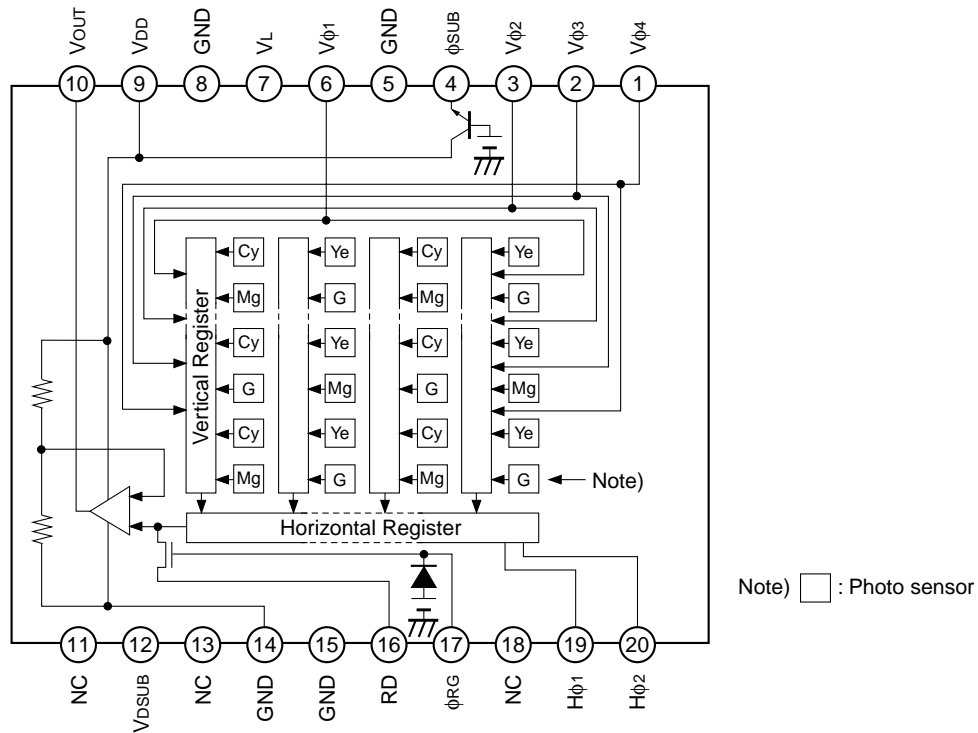 VOUT VDD GND VL Vϕ1 GND ϕSUB Vϕ2 Vϕ3 Vϕ4
10 9 8 7 6 5 4 3 2 1
Vertical Register
Cy Ye Cy Ye
Mg G Mg G
Cy Ye Cy Ye
G Mg G Mg
Cy Ye Cy Ye
Mg G Mg G
Note)
Horizontal Register
Note) : Photo sensor
11 12 13 14 15 16 17 18 19 20
NC VDSUB NC GND GND RD ϕRG NC Hϕ1 Hϕ2